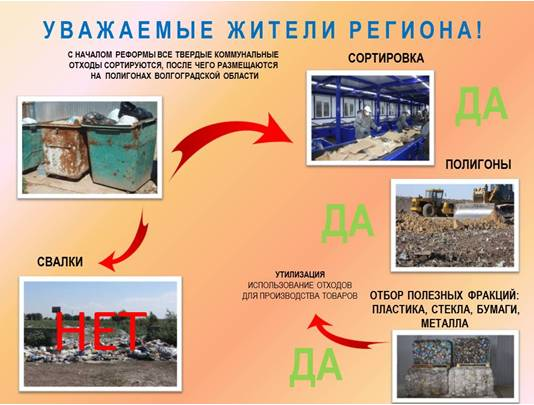 УВАЖАЕМЫЕ ЖИТЕЛИ РЕГИОНА!
С НАЧАЛОМ РЕФОРМЫ ВСЕ ТВЕРДЫЕ КОММУНАЛЬНЫЕ
ОТХОДЫ СОРТИРУЮТСЯ, ПОСЛЕ ЧЕГО РАЗМЕЩАЮТСЯ
НА ПОЛИГОНАХ ВОЛГОГРАДСКОЙ ОБЛАСТИ
СОРТИРОВКА
ДА
ПОЛИГОНЫ
ДА
СВАЛКИ
НЕТ
УТИЛИЗАЦИЯ
ИСПОЛЬЗОВАНИЕ ОТХОДОВ
ДЛЯ ПРОИЗВОДСТВА ТОВАРОВ
ОТБОР ПОЛЕЗНЫХ ФРАКЦИЙ:
ПЛАСТИКА, СТЕКЛА, БУМАГИ,
МЕТАЛЛА
ДА